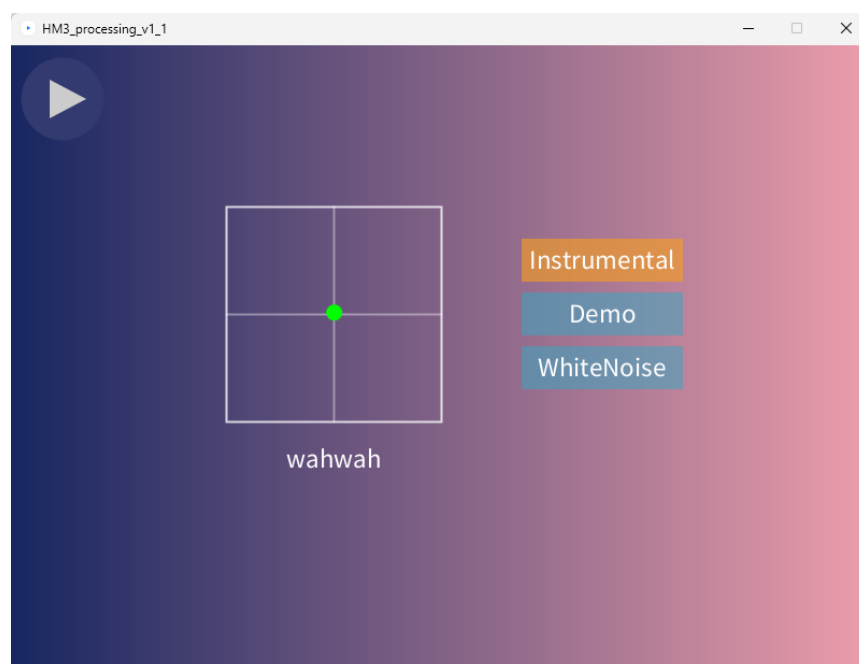 HM3_processing_v1_1
Instrumental
Demo
WhiteNoise
wahwah